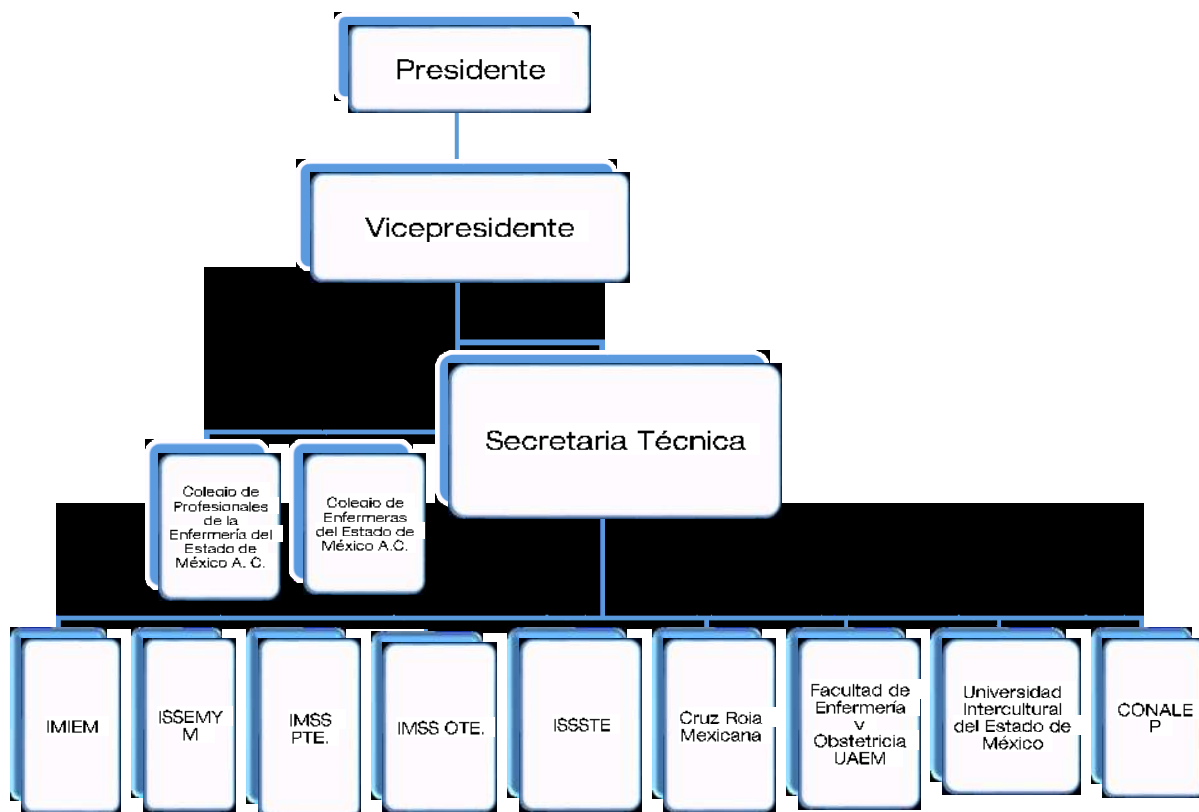 Presidente
Vicepresidente
Secretaria Técnica
Colegio de
Profesionales
de la
Enfermería del
Estado de
México A. C.
Colegio de
Enfermeras
del Estado de
México A.C.
IMIEM
ISSEMY
M
IMSS
PTE.
IMSS OTE.
ISSSTE
Cruz Roja
Mexicana
Facultad de
Enfermería
y
Obstetricia
UAEM
Universidad
Intercultural
del Estado de
México
CONALE
P